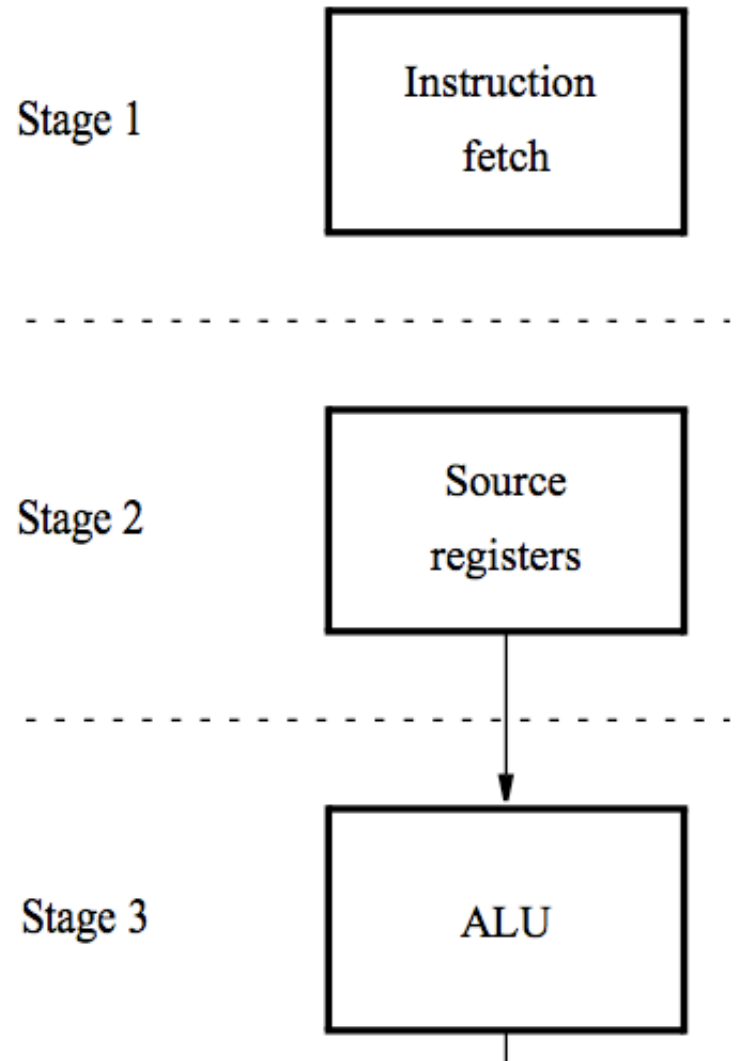 Stage 1
Instruction
fetch
Stage 2
Source
registers
Stage 3
ALU